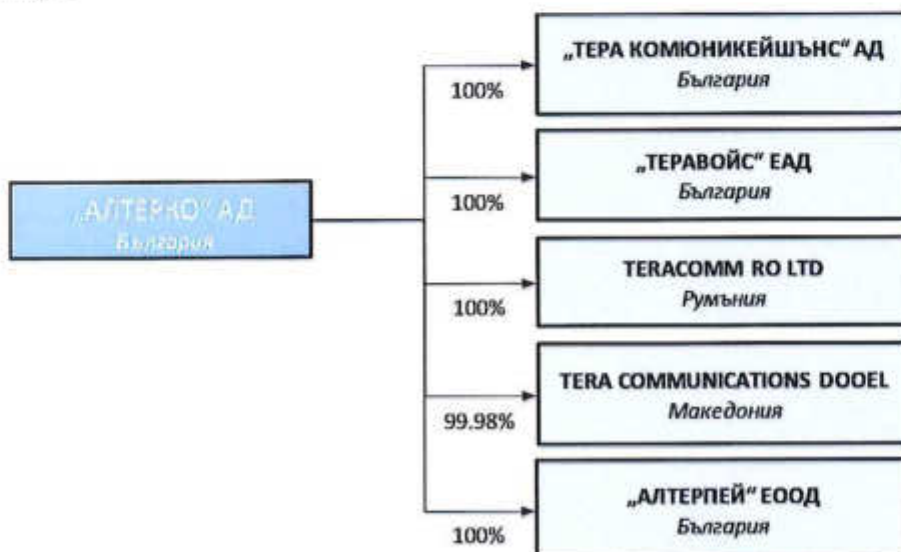 „ТЕРА КОМЮНИКЕЙШЪНС“ АД
България
100%
„ТЕРАВОЙС“ ЕАД
България
100%
„АЛТЕРКО“ АД
България
TERACOMM RO LTD
Румъния
100%
TERA COMMUNICATIONS DOOEL
Македония
99.98%
„АЛТЕРПЕЙ“ ЕООД
България
100%